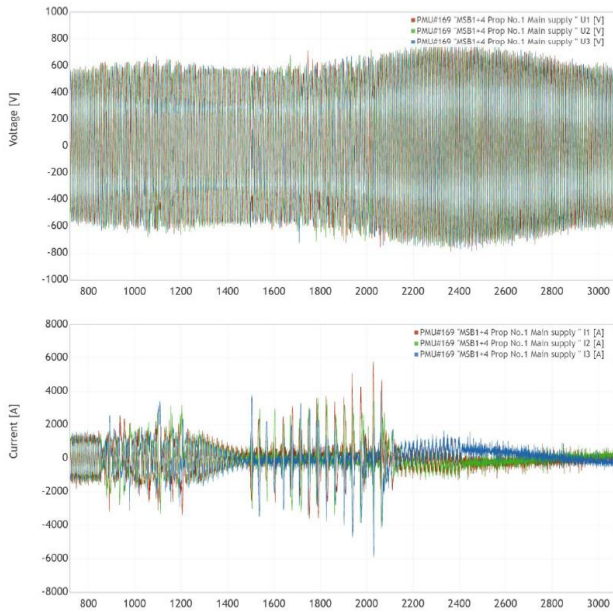 PMU#169 "MSB1+4 Prop No.1 Main supply " U1 [V]
PMU#169 "MSB1+4 Prop No.1 Main supply " U2 [V]
PMU#169 "MSB1+4 Prop No.1 Main supply " U3 [V]
Voltage [V]
1000
800
600
400
200
0
-200
-400
-600
-800
-1000
800 1000 1200 1400 1600 1800 2000 2200 2400 2600 2800 3000
PMU#169 "MSB1+4 Prop No.1 Main supply " I1 [A]
PMU#169 "MSB1+4 Prop No.1 Main supply " I2 [A]
PMU#169 "MSB1+4 Prop No.1 Main supply " I3 [A]
Current [A]
8000
6000
4000
2000
0
-2000
-4000
-6000
-8000
800 1000 1200 1400 1600 1800 2000 2200 2400 2600 2800 3000